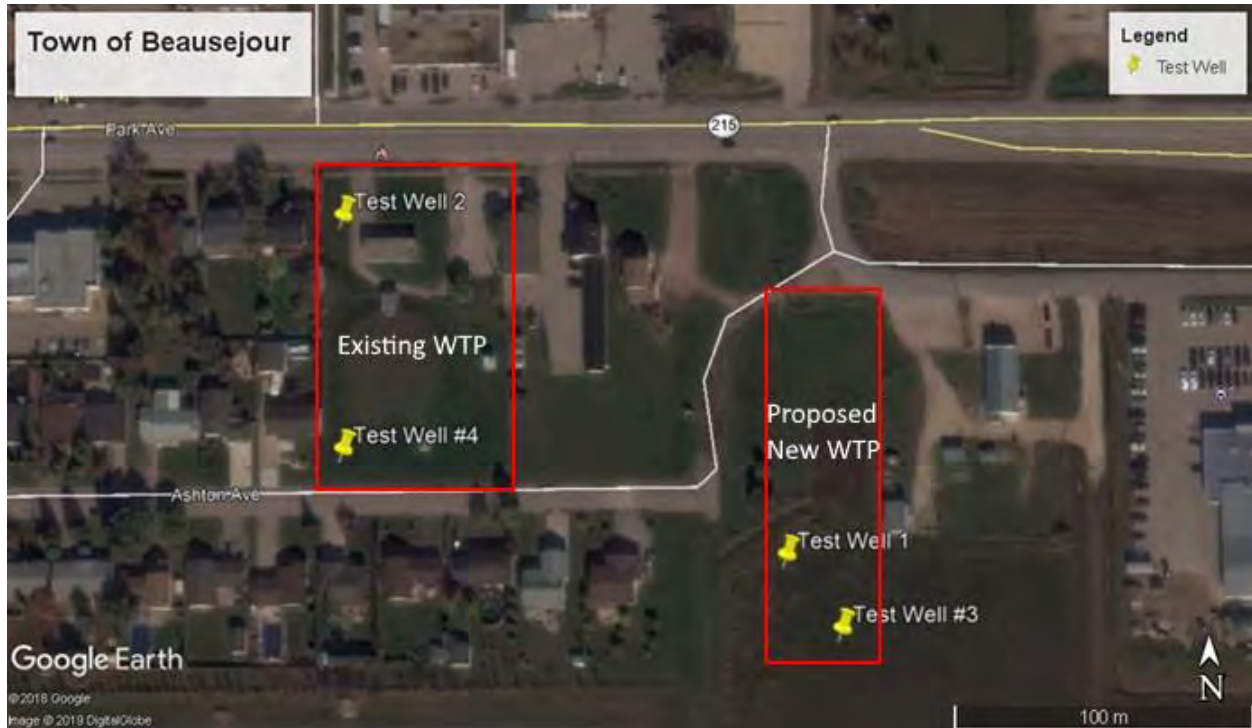 Town of Beausejour
Legend
Test Well
Park Ave
215
Test Well 2
Existing WTP
Test Well #4
Ashton Ave
Proposed
New WTP
Test Well 1
Test Well #3
Google Earth
N
©2018 Google
Image © 2019 DigitalGlobe
100 m